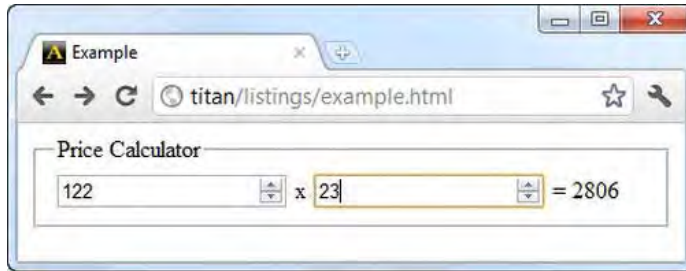 Example
titan/listings/example.html
Price Calculator
122 x 23 = 2806